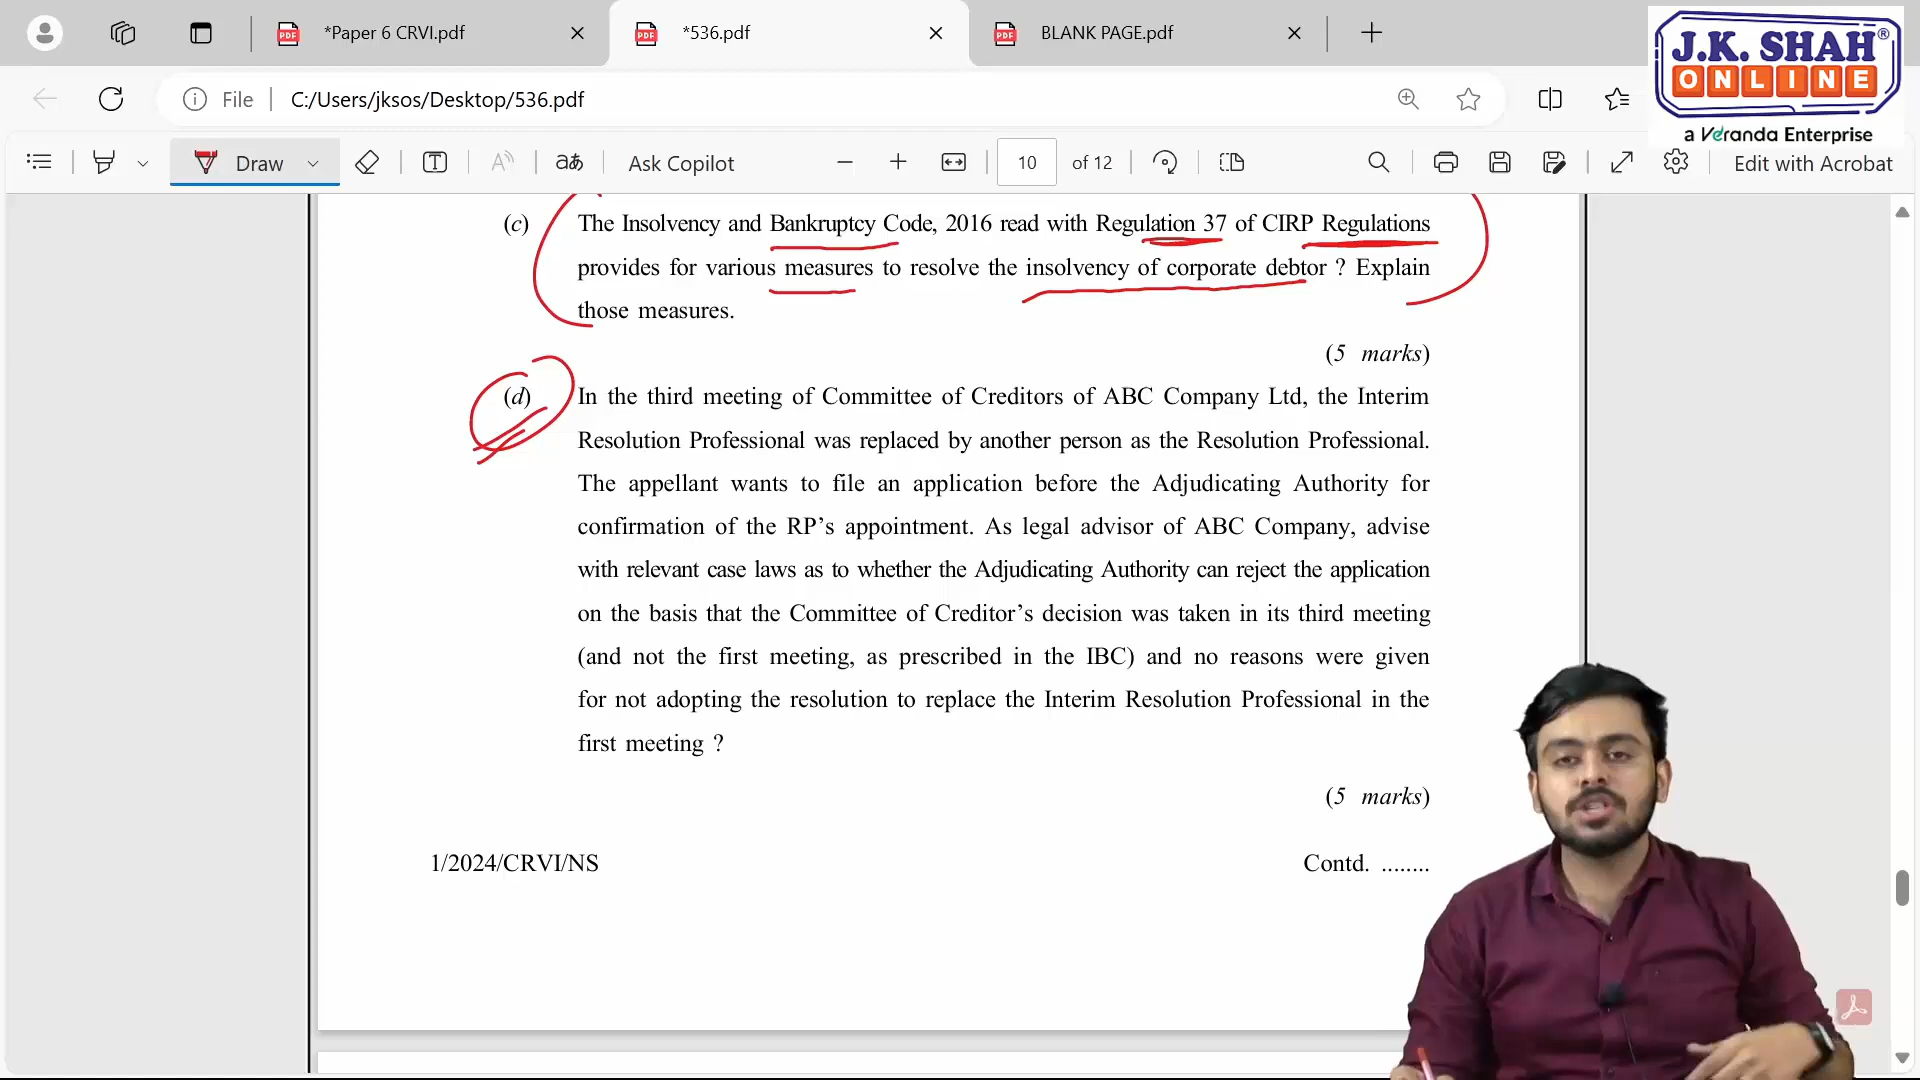 *Paper 6 CRVI.pdf
*536.pdf
BLANK PAGE.pdf
J.K. SHAH®
ONLINE
a Veranda Enterprise
File
C:/Users/jksos/Desktop/536.pdf
Draw
Ask Copilot
10
of 12
Edit with Acrobat
(c) The Insolvency and Bankruptcy Code, 2016 read with Regulation 37 of CIRP Regulations
provides for various measures to resolve the insolvency of corporate debtor ? Explain
those measures.
(5 marks)
(d) In the third meeting of Committee of Creditors of ABC Company Ltd, the Interim
Resolution Professional was replaced by another person as the Resolution Professional.
The appellant wants to file an application before the Adjudicating Authority for
confirmation of the RP’s appointment. As legal advisor of ABC Company, advise
with relevant case laws as to whether the Adjudicating Authority can reject the application
on the basis that the Committee of Creditor’s decision was taken in its third meeting
(and not the first meeting, as prescribed in the IBC) and no reasons were given
for not adopting the resolution to replace the Interim Resolution Professional in the
first meeting ?
(5 marks)
1/2024/CRVI/NS
Contd. ........